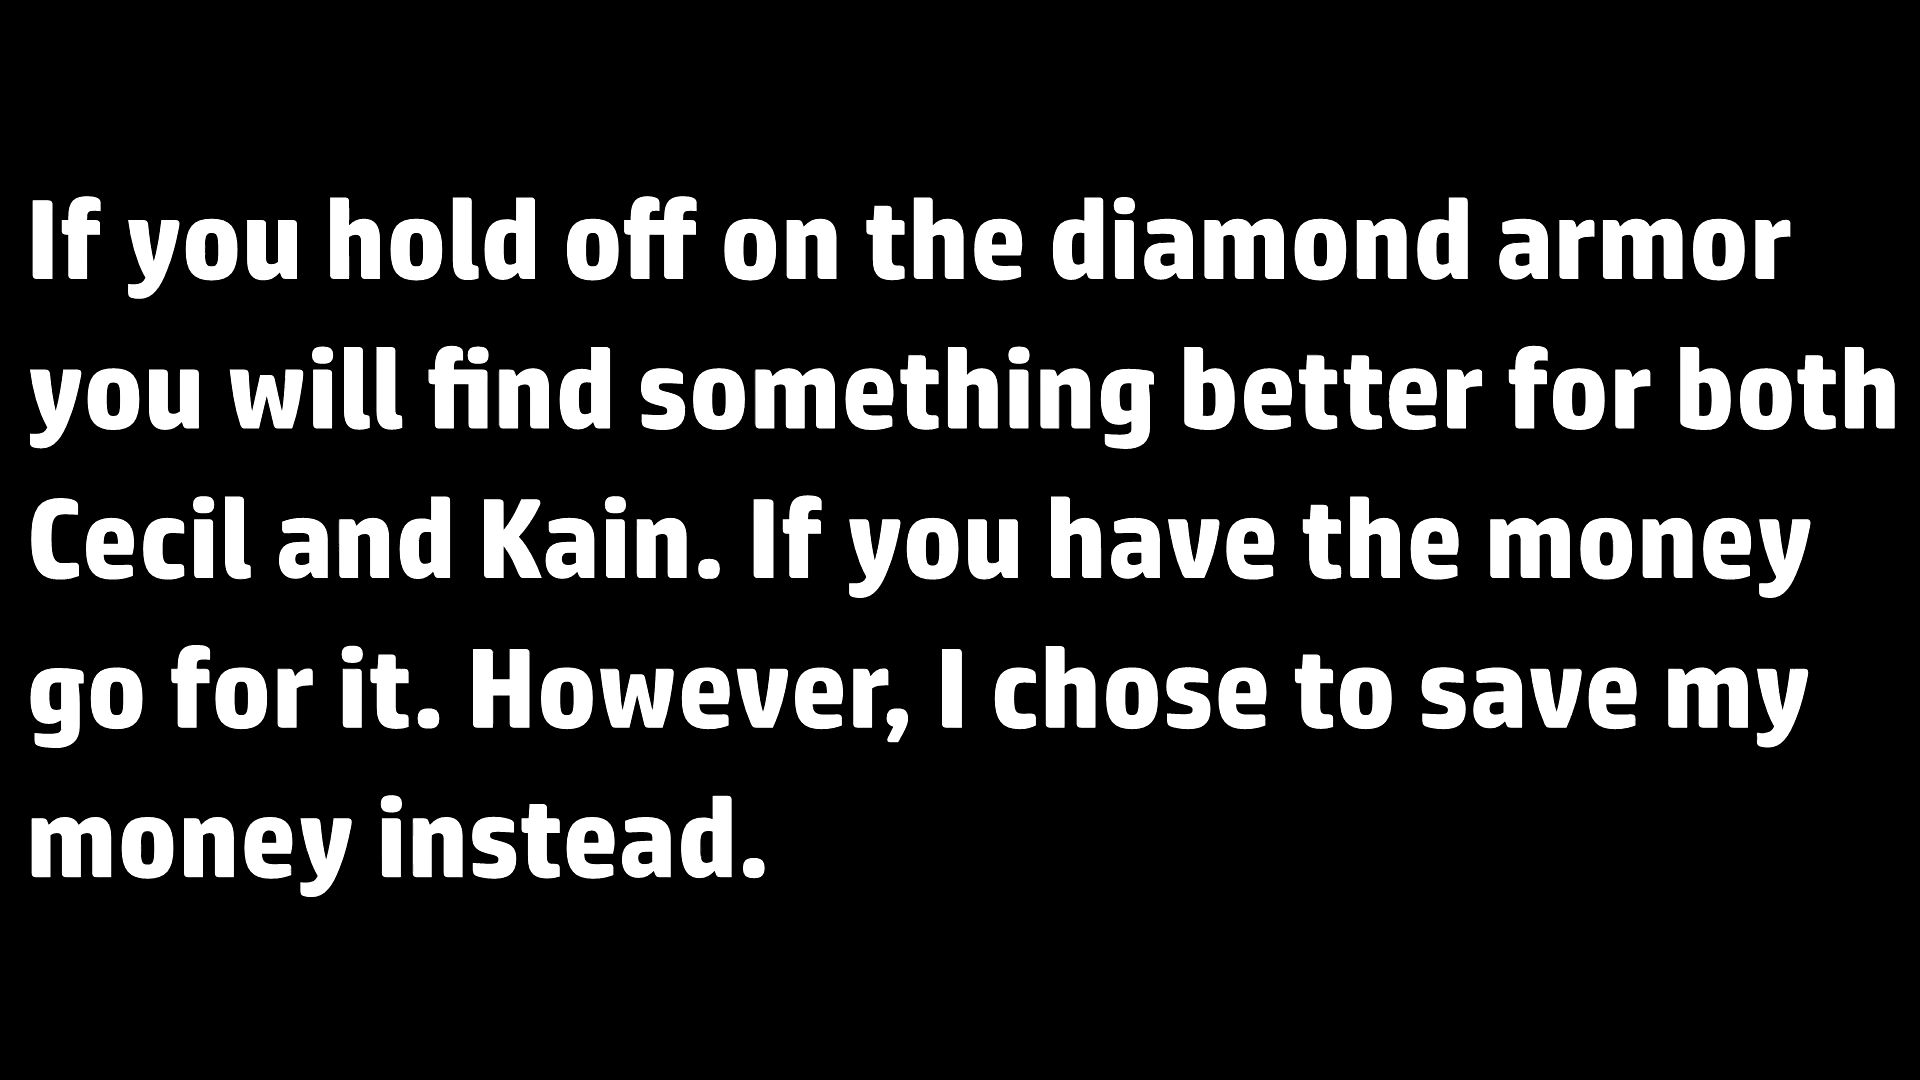 If you hold off on the diamond armor
you will find something better for both
Cecil and Kain. If you have the money
go for it. However, I chose to save my
money instead.